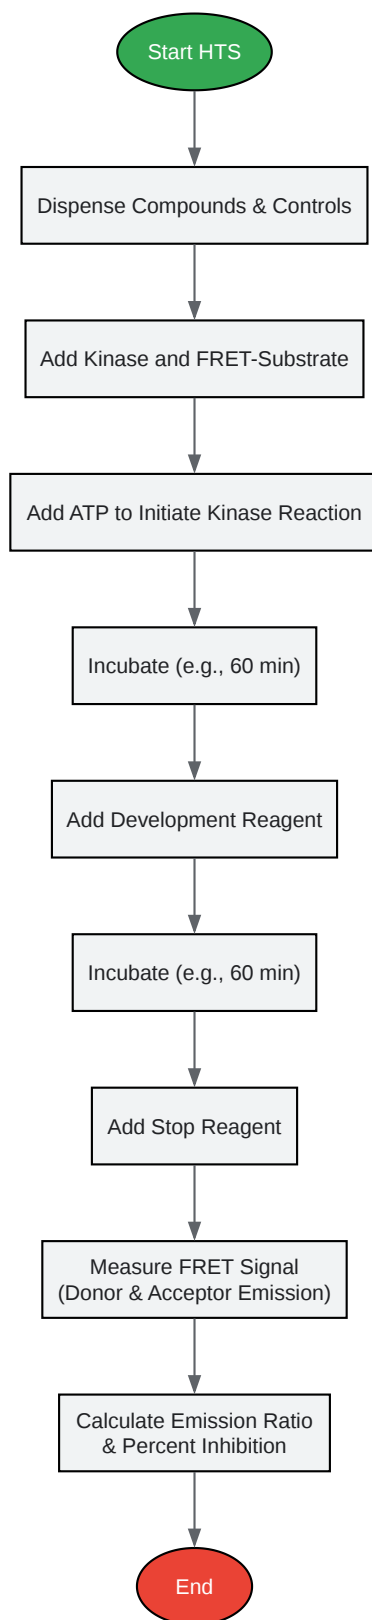 Start HTS
Dispense Compounds & Controls
Add Kinase and FRET-Substrate
Add ATP to Initiate Kinase Reaction
Incubate (e.g., 60 min)
Add Development Reagent
Incubate (e.g., 60 min)
Add Stop Reagent
Measure FRET Signal
(Donor & Acceptor Emission)
Calculate Emission Ratio
& Percent Inhibition
End